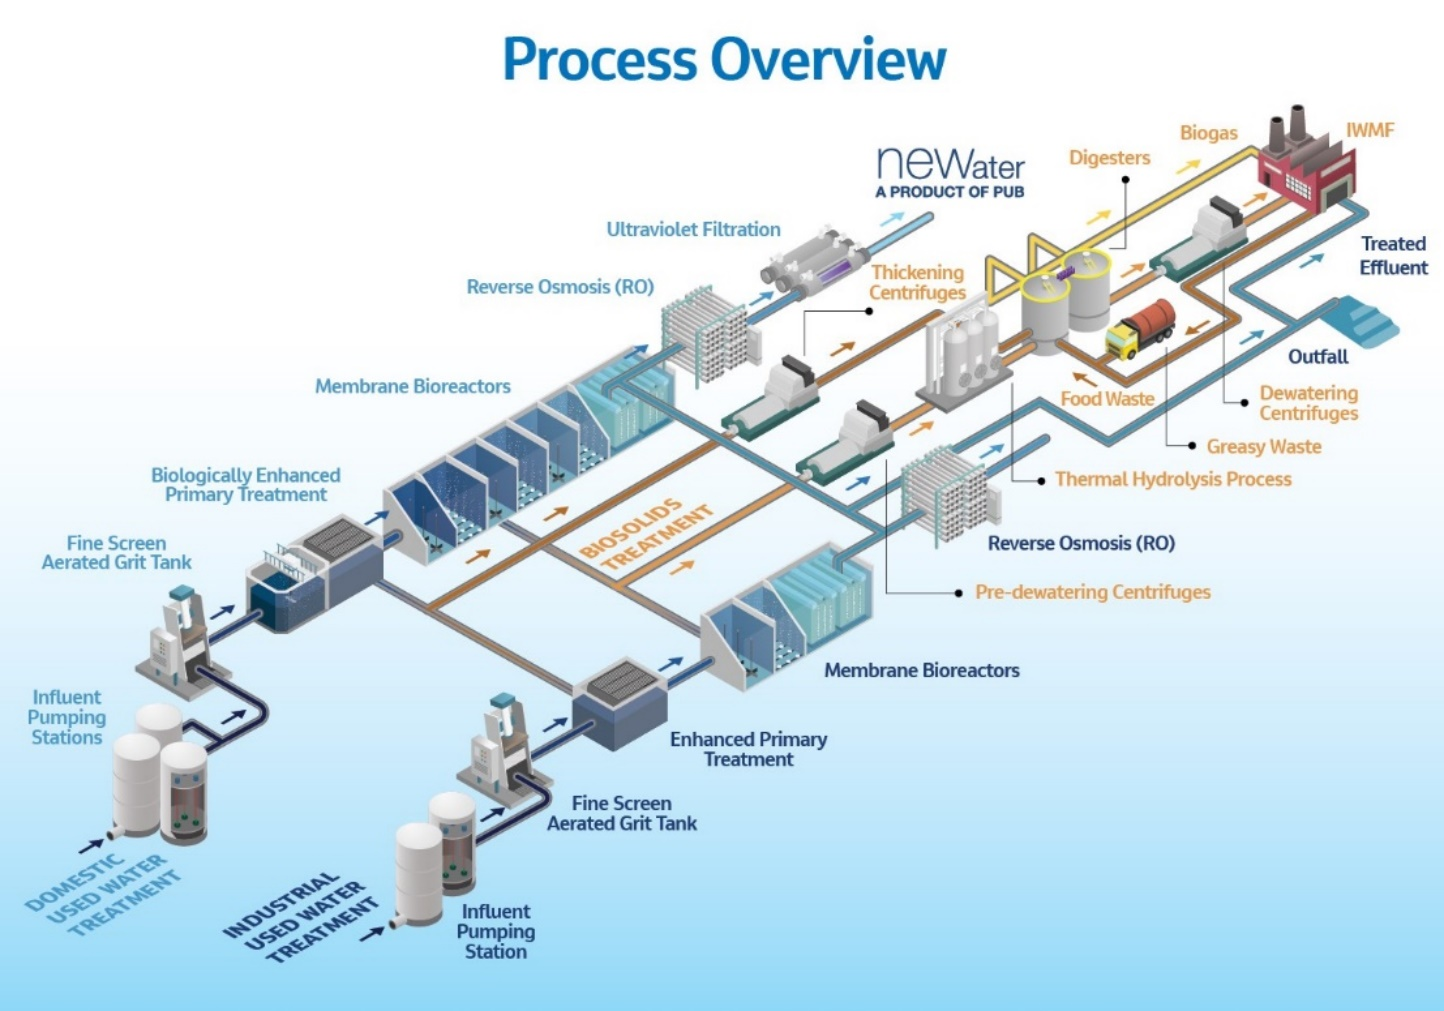 Process Overview
Biogas
IWMF
newater
A PRODUCT OF PUB
Digesters
Ultraviolet Filtration
Thickening
Centrifuges
Treated
Effluent
Reverse Osmosis (RO)
Outfall
Membrane Bioreactors
Food Waste
Dewatering
Centrifuges
Greasy Waste
Biologically Enhanced
Primary Treatment
Thermal Hydrolysis Process
BIOSOLIDS
TREATMENT
Fine Screen
Aerated Grit Tank
Reverse Osmosis (RO)
Pre-dewatering Centrifuges
Membrane Bioreactors
Influent
Pumping
Stations
Enhanced Primary
Treatment
Fine Screen
Aerated Grit Tank
DOMESTIC
USED WATER
TREATMENT
INDUSTRIAL
USED WATER
TREATMENT
Influent
Pumping
Station